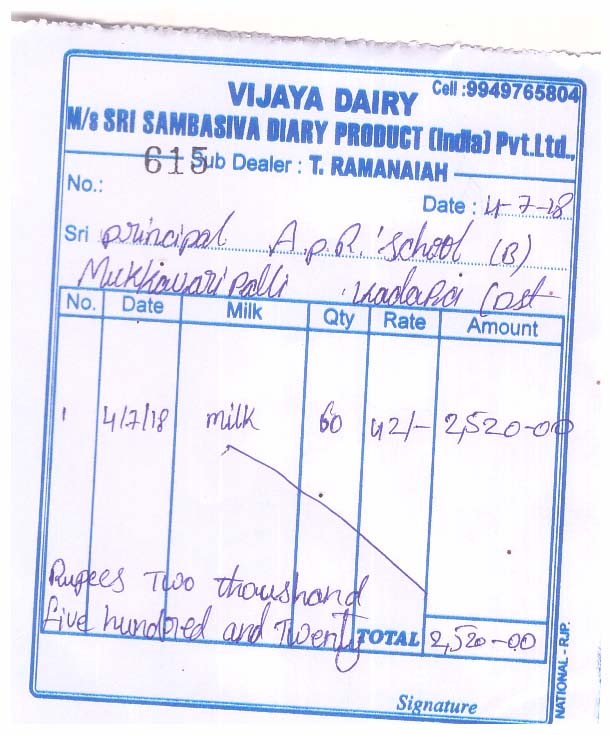 Cell :9949765804
VIJAYA DAIRY
M/s SRI SAMBASIVA DIARY PRODUCT (India) Pvt.Ltd.,
615 Sub Dealer : T. RAMANAIAH
No.:
Date : 4-7-18
Sri principal A.p.R. School (B)
Mukkavaripalli Kadapa
No. Date Milk Qty Rate Amount
1 4/7/18 milk 60 42/- 2,520-00
Rupees Two thoushand
five hundred and Twenty
TOTAL 2,520-00
Signature
NATIONAL - RJP.